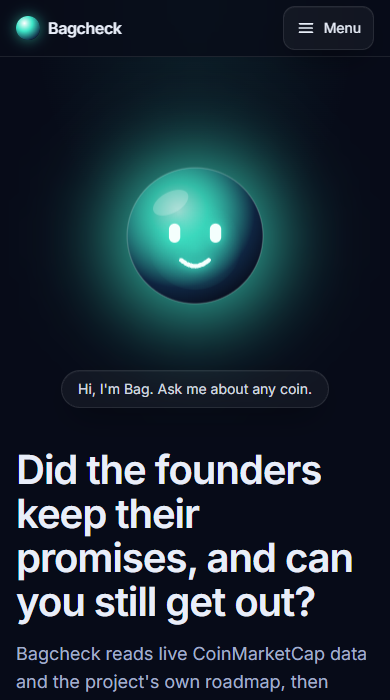 Bagcheck
Menu
Hi, I'm Bag. Ask me about any coin.
Did the founders
keep their
promises, and can
you still get out?
Bagcheck reads live CoinMarketCap data
and the project's own roadmap, then